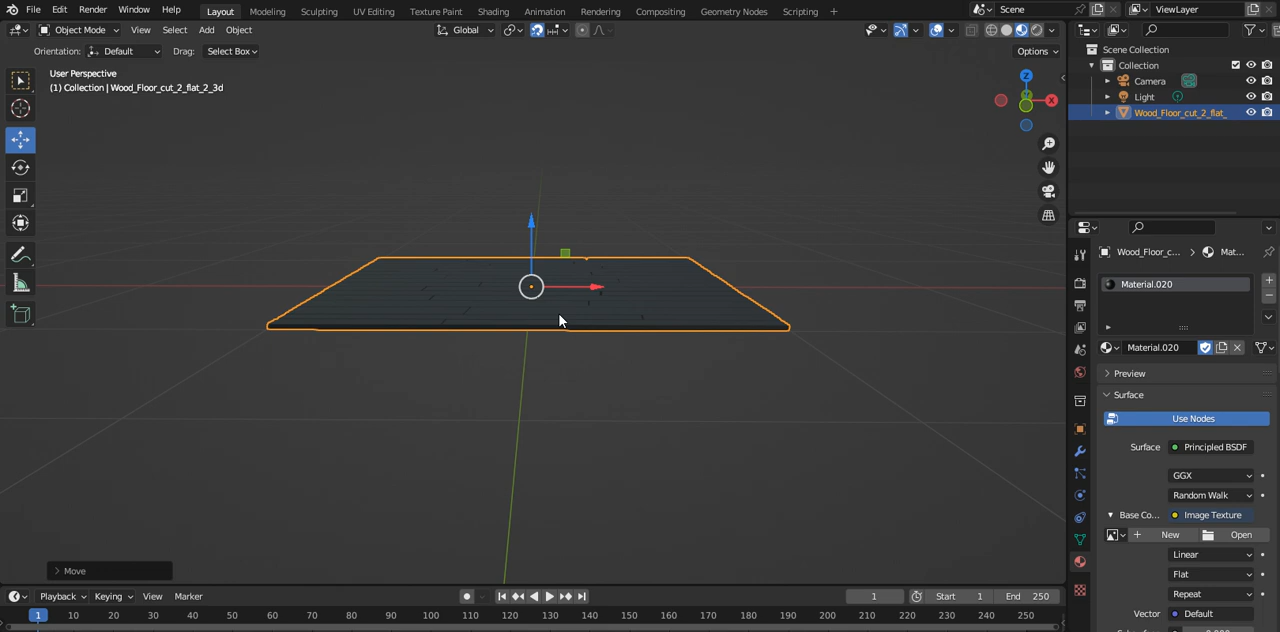 File Edit Render Window Help Layout Modeling Sculpting UV Editing Texture Paint Shading Animation Rendering Compositing Geometry Nodes Scripting + Scene ViewLayer
Object Mode View Select Add Object Global
Orientation: Default Drag: Select Box Options
User Perspective
(1) Collection | Wood_Floor_cut_2_flat_2_3d
Z
X
Scene Collection
Collection
Camera
Light
Wood_Floor_cut_2_flat_
Wood_Floor_c... Mat...
Material.020
Material.020
Preview
Surface
Use Nodes
Surface Principled BSDF
GGX
Random Walk
Base Co... Image Texture
New Open
Linear
Flat
Repeat
Vector Default
Move
Playback Keying View Marker 1 Start 1 End 250
1 10 20 30 40 50 60 70 80 90 100 110 120 130 140 150 160 170 180 190 200 210 220 230 240 250